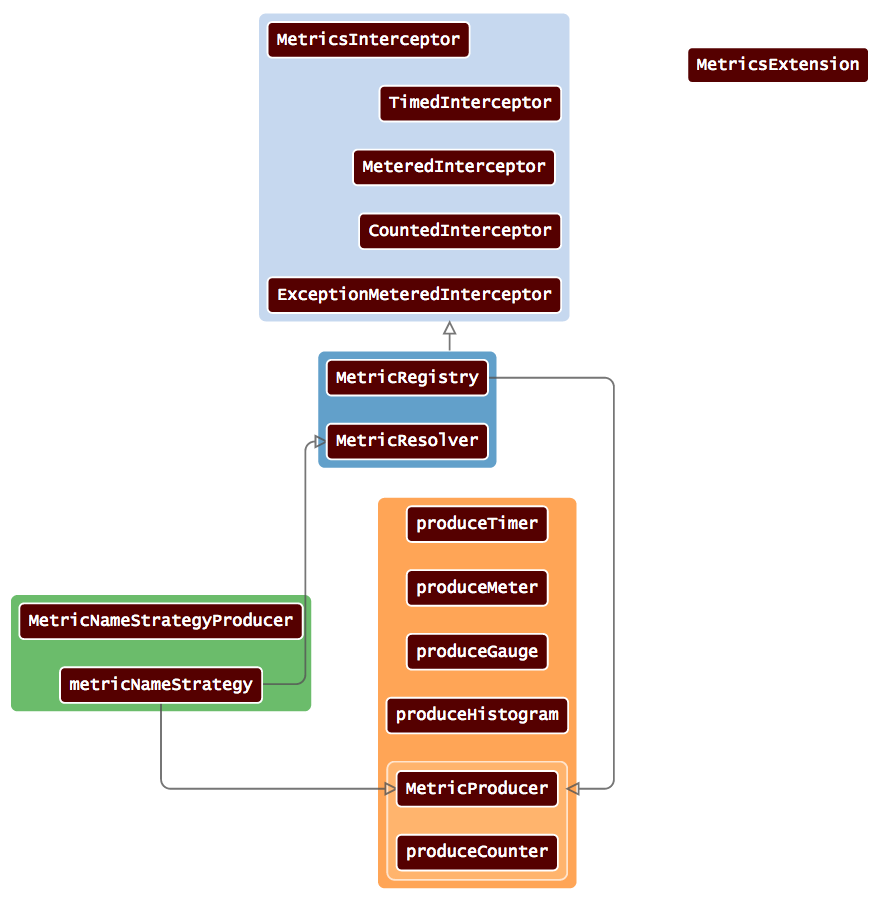 MetricsInterceptor
MetricsExtension
TimedInterceptor
MeteredInterceptor
CountedInterceptor
ExceptionMeteredInterceptor
MetricRegistry
MetricResolver
produceTimer
produceMeter
MetricNameStrategyProducer
produceGauge
metricNameStrategy
produceHistogram
MetricProducer
produceCounter